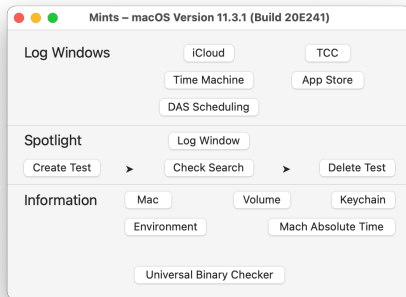 Mints – macOS Version 11.3.1 (Build 20E241)
Log Windows iCloud TCC
Time Machine App Store
DAS Scheduling
Spotlight Log Window
Create Test ➤ Check Search ➤ Delete Test
Information Mac Volume Keychain
Environment Mach Absolute Time
Universal Binary Checker